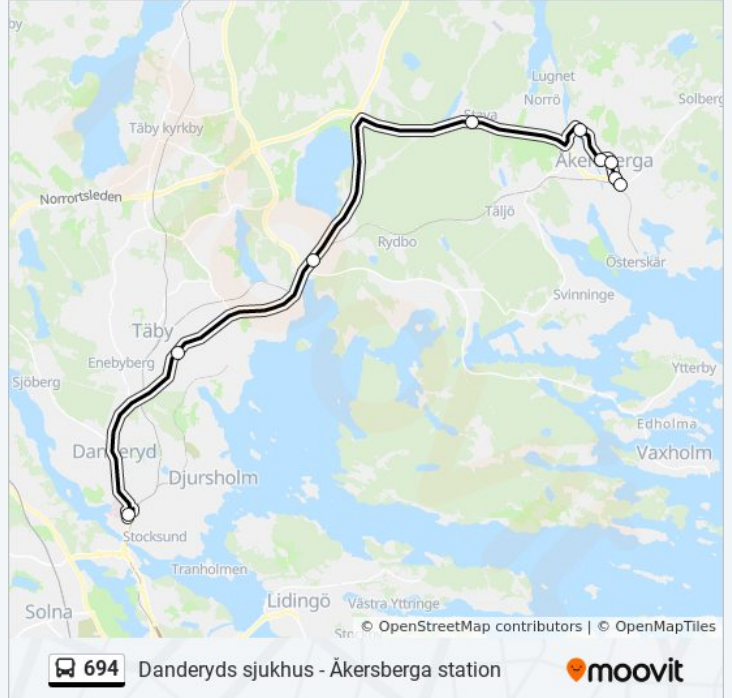 by
Lugnet
Norrö
Solberg
Stava
Täby kyrkby
Åkersberga
Norrortsleden
Täljö
Rydbo
Österskär
Svinninge
Täby
Enebyberg
Sjöberg
Ytterby
Edholma
Danderyd
Vaxholm
Djursholm
Stocksund
Tranholmen
Lidingö
Västra Yttringe
Solna
© OpenStreetMap contributors | © OpenMapTiles
694 Danderyds sjukhus - Åkersberga station
moovit